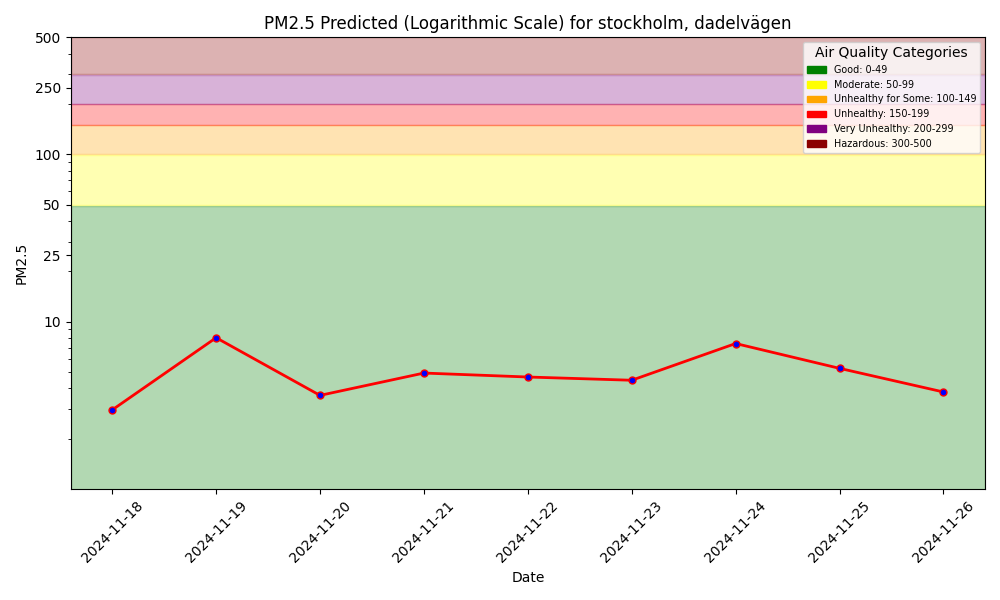 PM2.5 Predicted (Logarithmic Scale) for stockholm, dadelvägen
500
250
100
50
25
10
PM2.5
Air Quality Categories
Good: 0-49
Moderate: 50-99
Unhealthy for Some: 100-149
Unhealthy: 150-199
Very Unhealthy: 200-299
Hazardous: 300-500
2024-11-18
2024-11-19
2024-11-20
2024-11-21
2024-11-22
2024-11-23
2024-11-24
2024-11-25
2024-11-26
Date